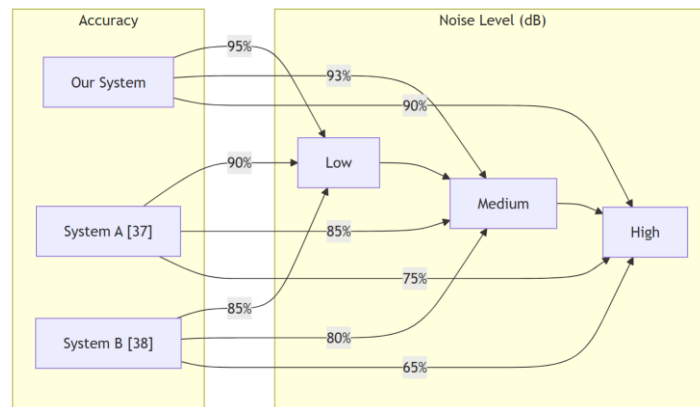 Accuracy
Noise Level (dB)
95%
Our System
93%
90%
90%
Low
Medium
System A [37]
85%
High
75%
85%
System B [38]
80%
65%